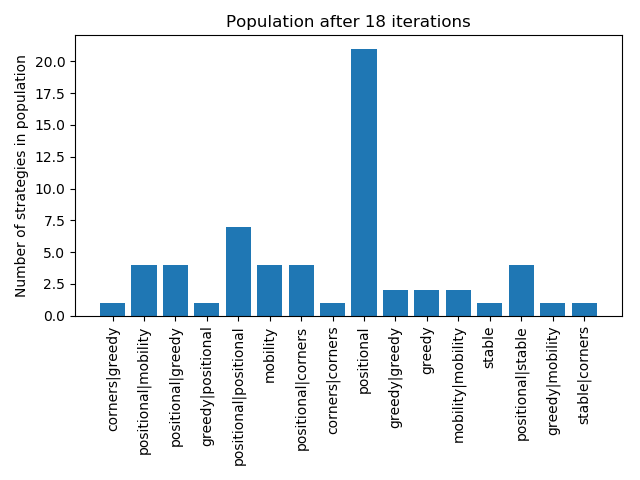 Population after 18 iterations
Number of strategies in population
20.0
17.5
15.0
12.5
10.0
7.5
5.0
2.5
0.0
corners|greedy
positional|mobility
positional|greedy
greedy|positional
positional|positional
mobility
positional|corners
corners|corners
positional
greedy|greedy
greedy
mobility|mobility
stable
positional|stable
greedy|mobility
stable|corners